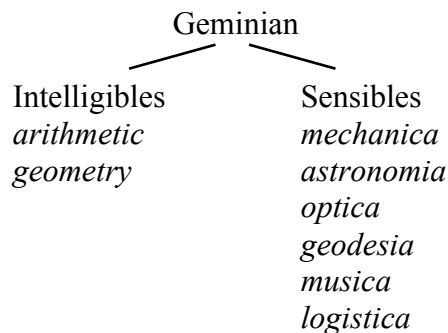 Geminian
Intelligibles
arithmetic
geometry
Sensibles
mechanica
astronomia
optica
geodesia
musica
logistica